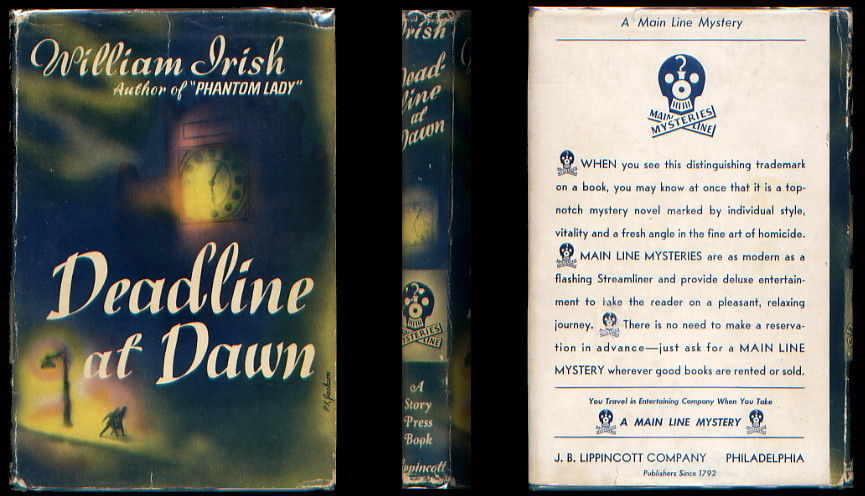 William Irish
Author of "PHANTOM LADY"
Deadline
at Dawn
P.S. Jackson
Irish
Dead-
line
at
Dawn
MYSTERIES
LINE
A
Story
Press
Book
Lippincott
A Main Line Mystery
?
MAIN LINE
MYSTERIES
WHEN you see this distinguishing trademark
on a book, you may know at once that it is a top-
notch mystery novel marked by individual style,
vitality and a fresh angle in the fine art of homicide.
MAIN LINE MYSTERIES are as modern as a
flashing Streamliner and provide deluxe entertain-
ment to take the reader on a pleasant, relaxing
journey. There is no need to make a reserva-
tion in advance—just ask for a MAIN LINE
MYSTERY wherever good books are rented or sold.
You Travel in Entertaining Company When You Take
A MAIN LINE MYSTERY
J. B. LIPPINCOTT COMPANY PHILADELPHIA
Publishers Since 1792